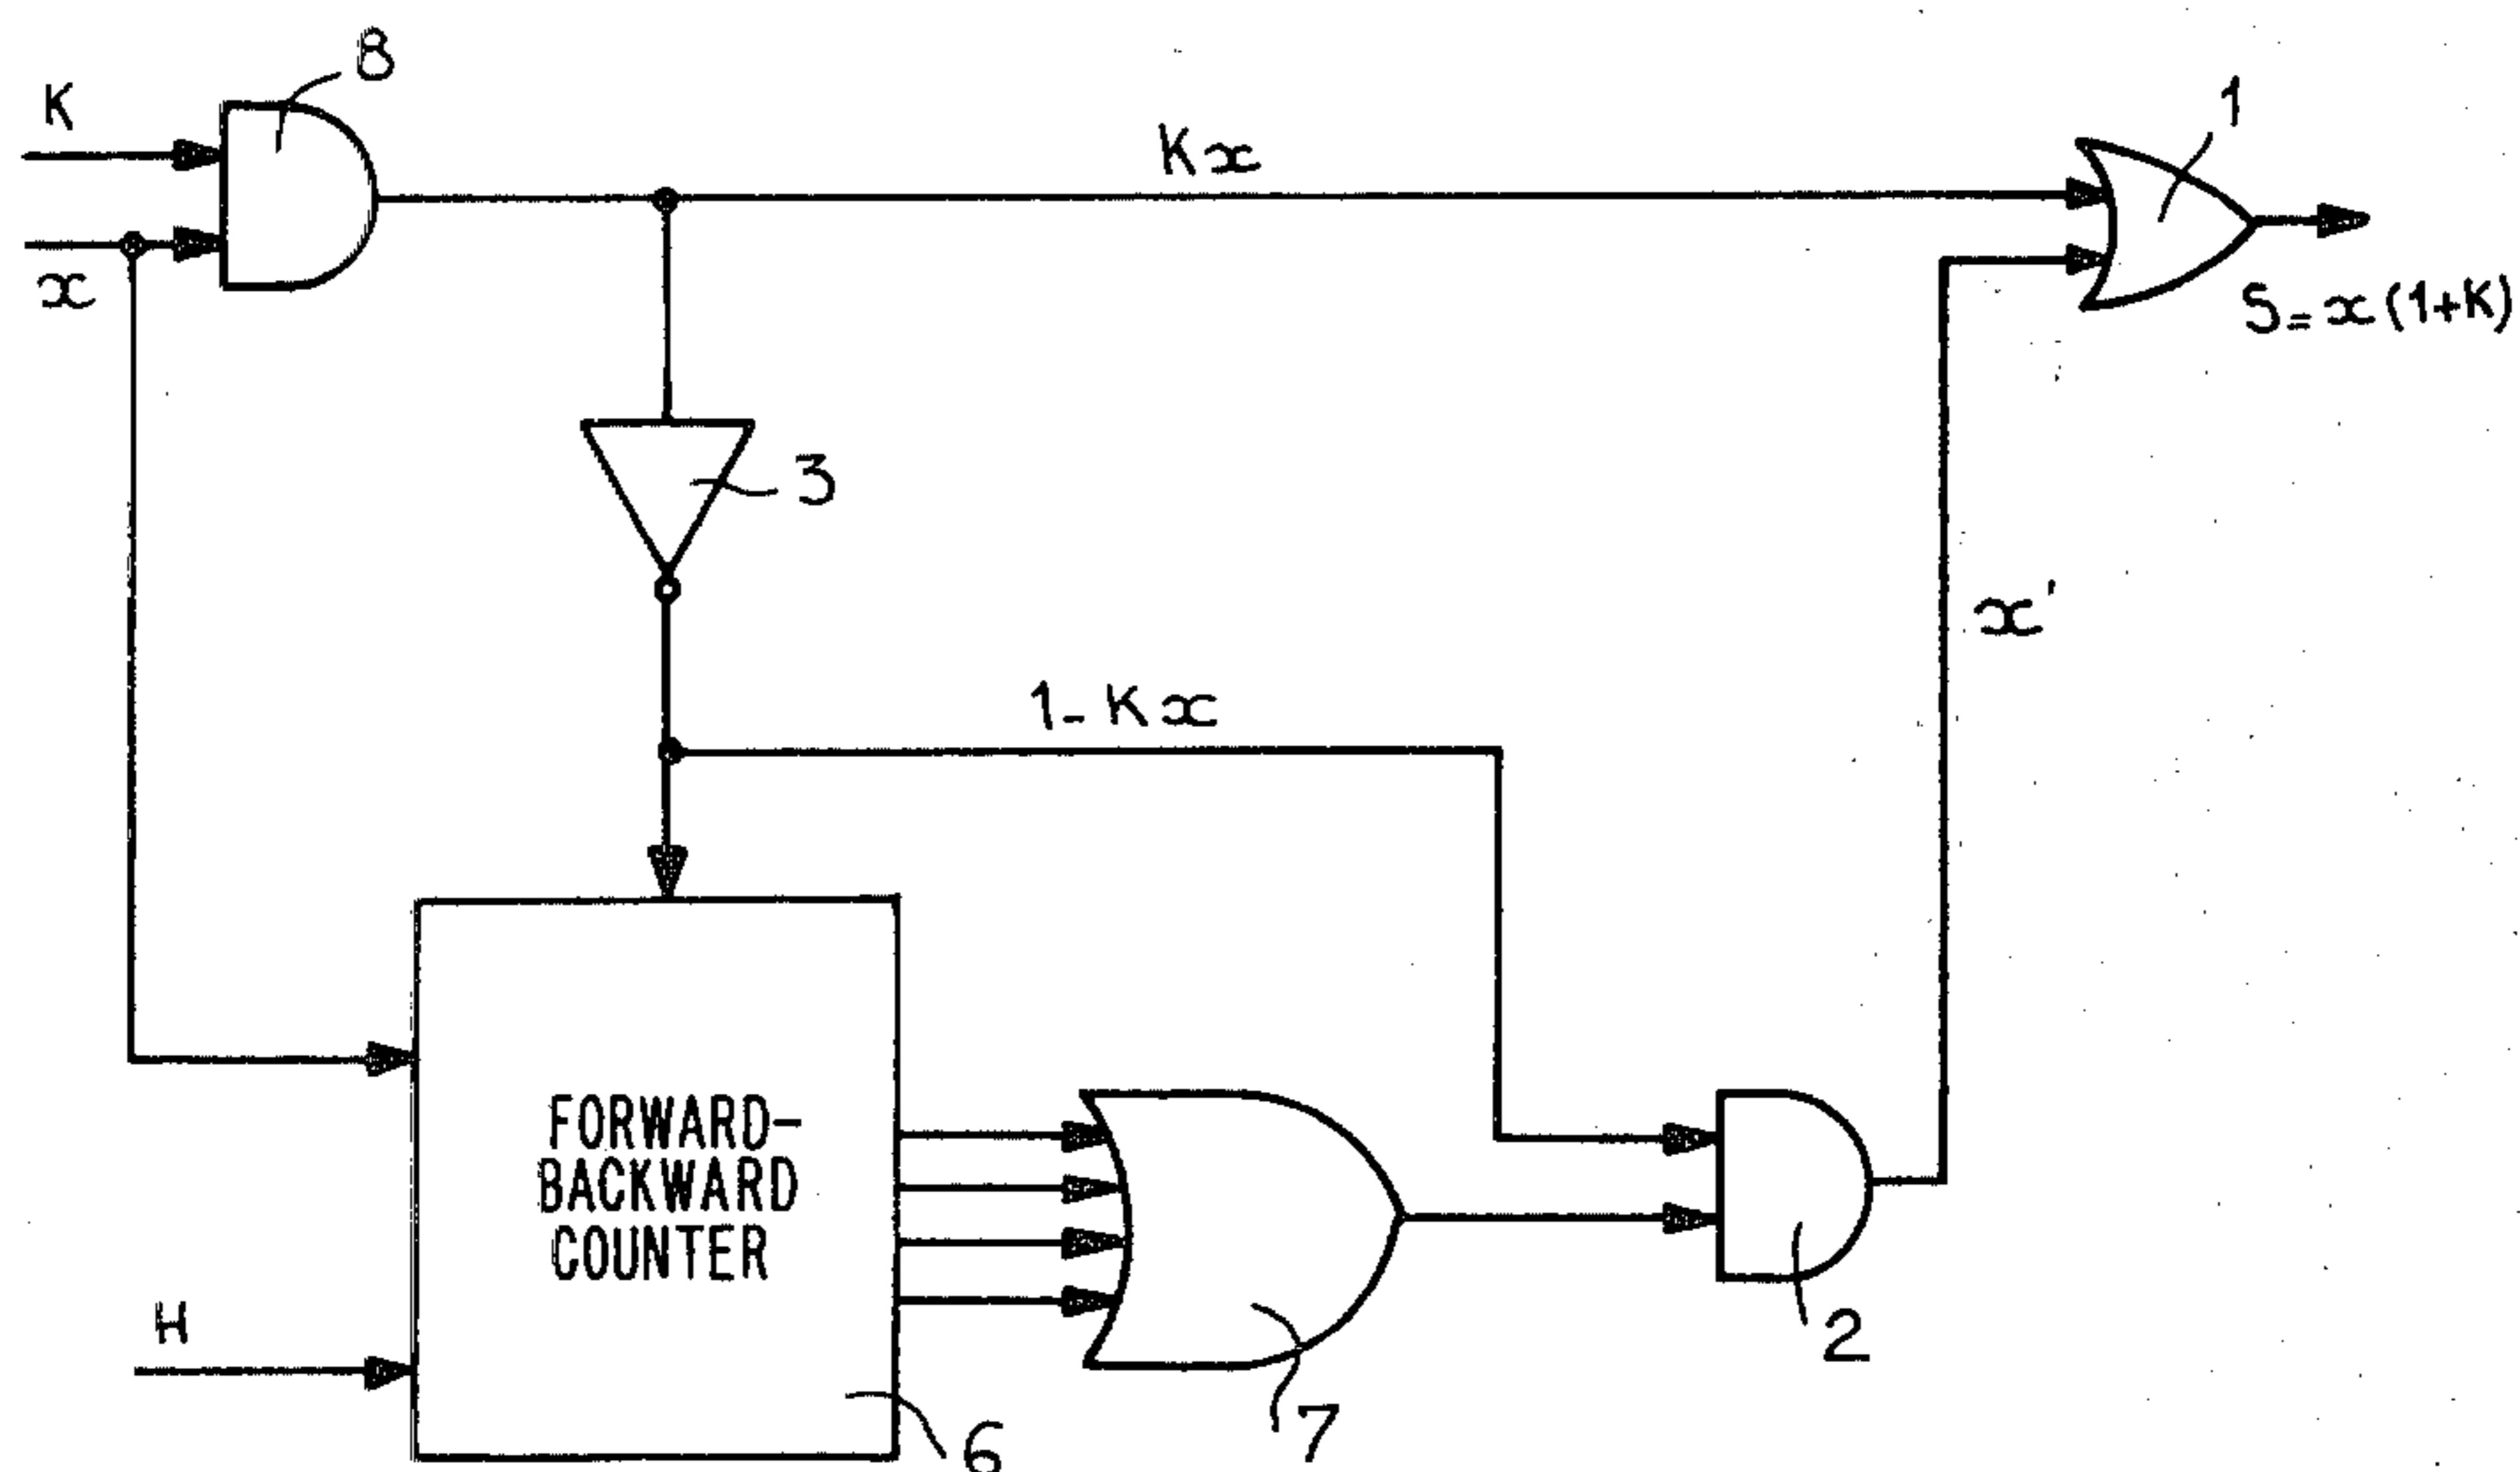 8
K
1
Kx
x
S=x(1+K)
3
x'
1-Kx
FORWARD-
BACKWARD
COUNTER
H
2
7
6